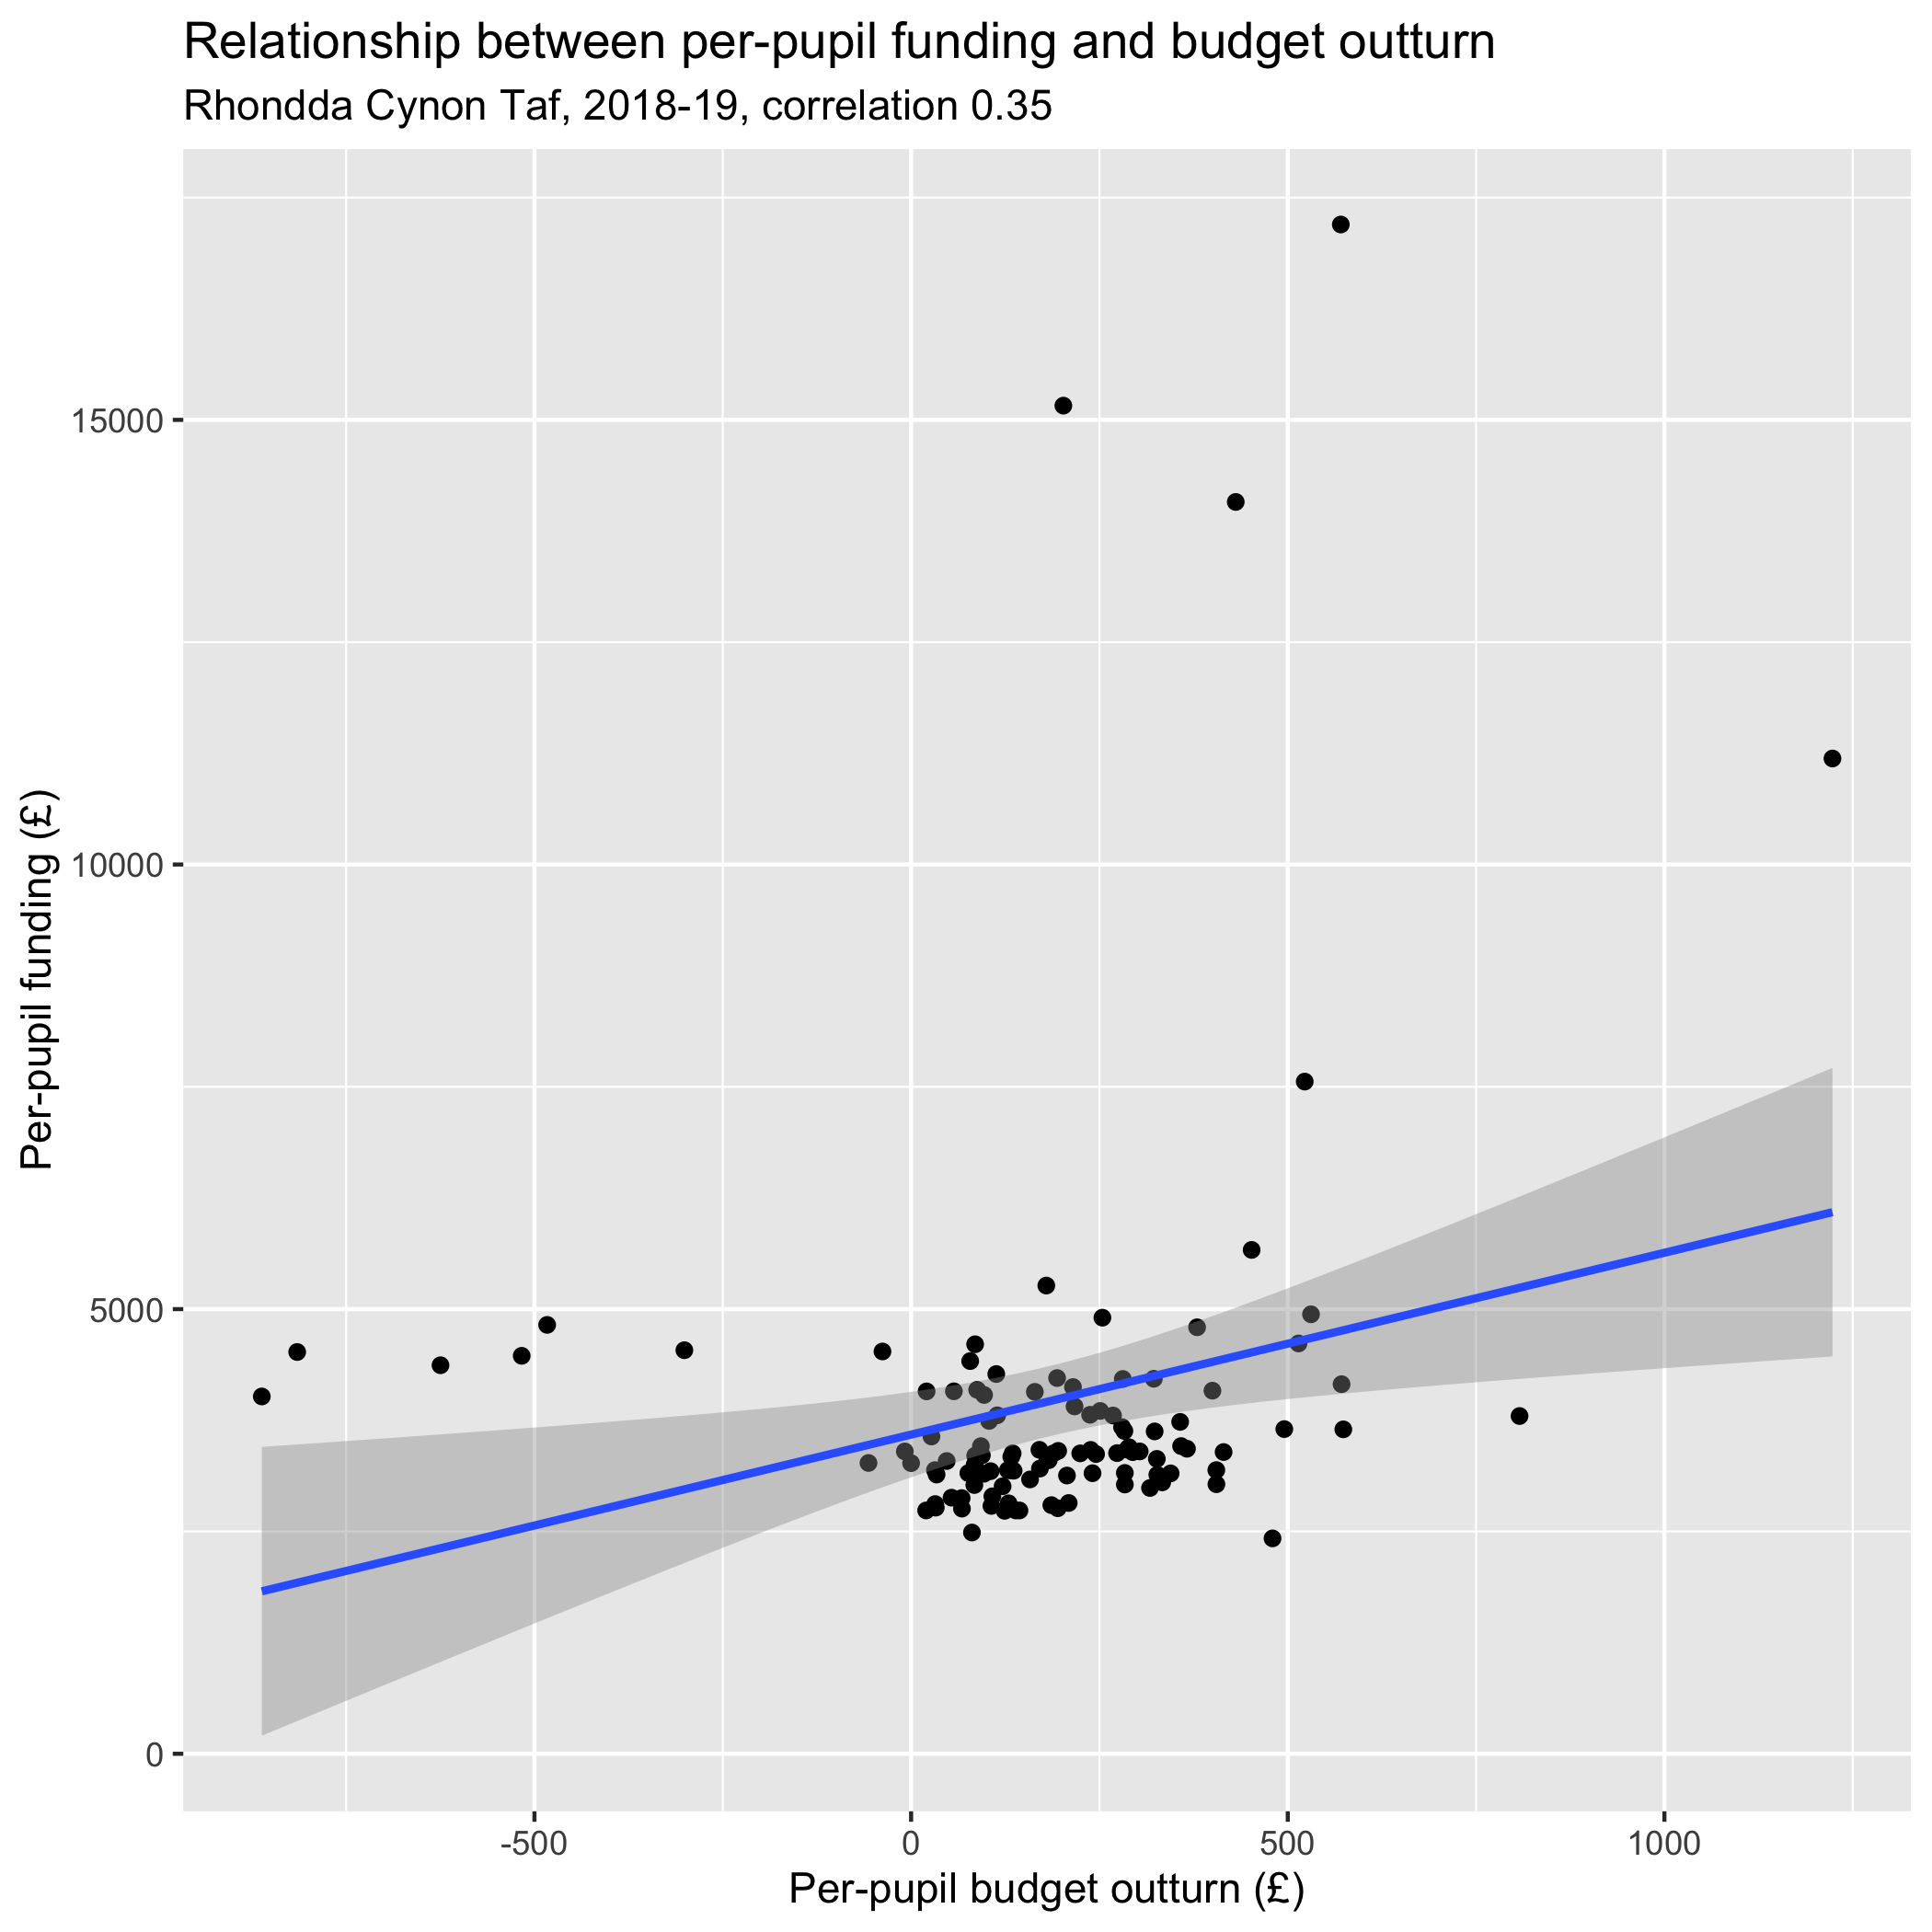 Relationship between per-pupil funding and budget outturn
Rhondda Cynon Taf, 2018-19, correlation 0.35
Per-pupil funding (£)
15000
10000
5000
0
-500
0
500
1000
Per-pupil budget outturn (£)